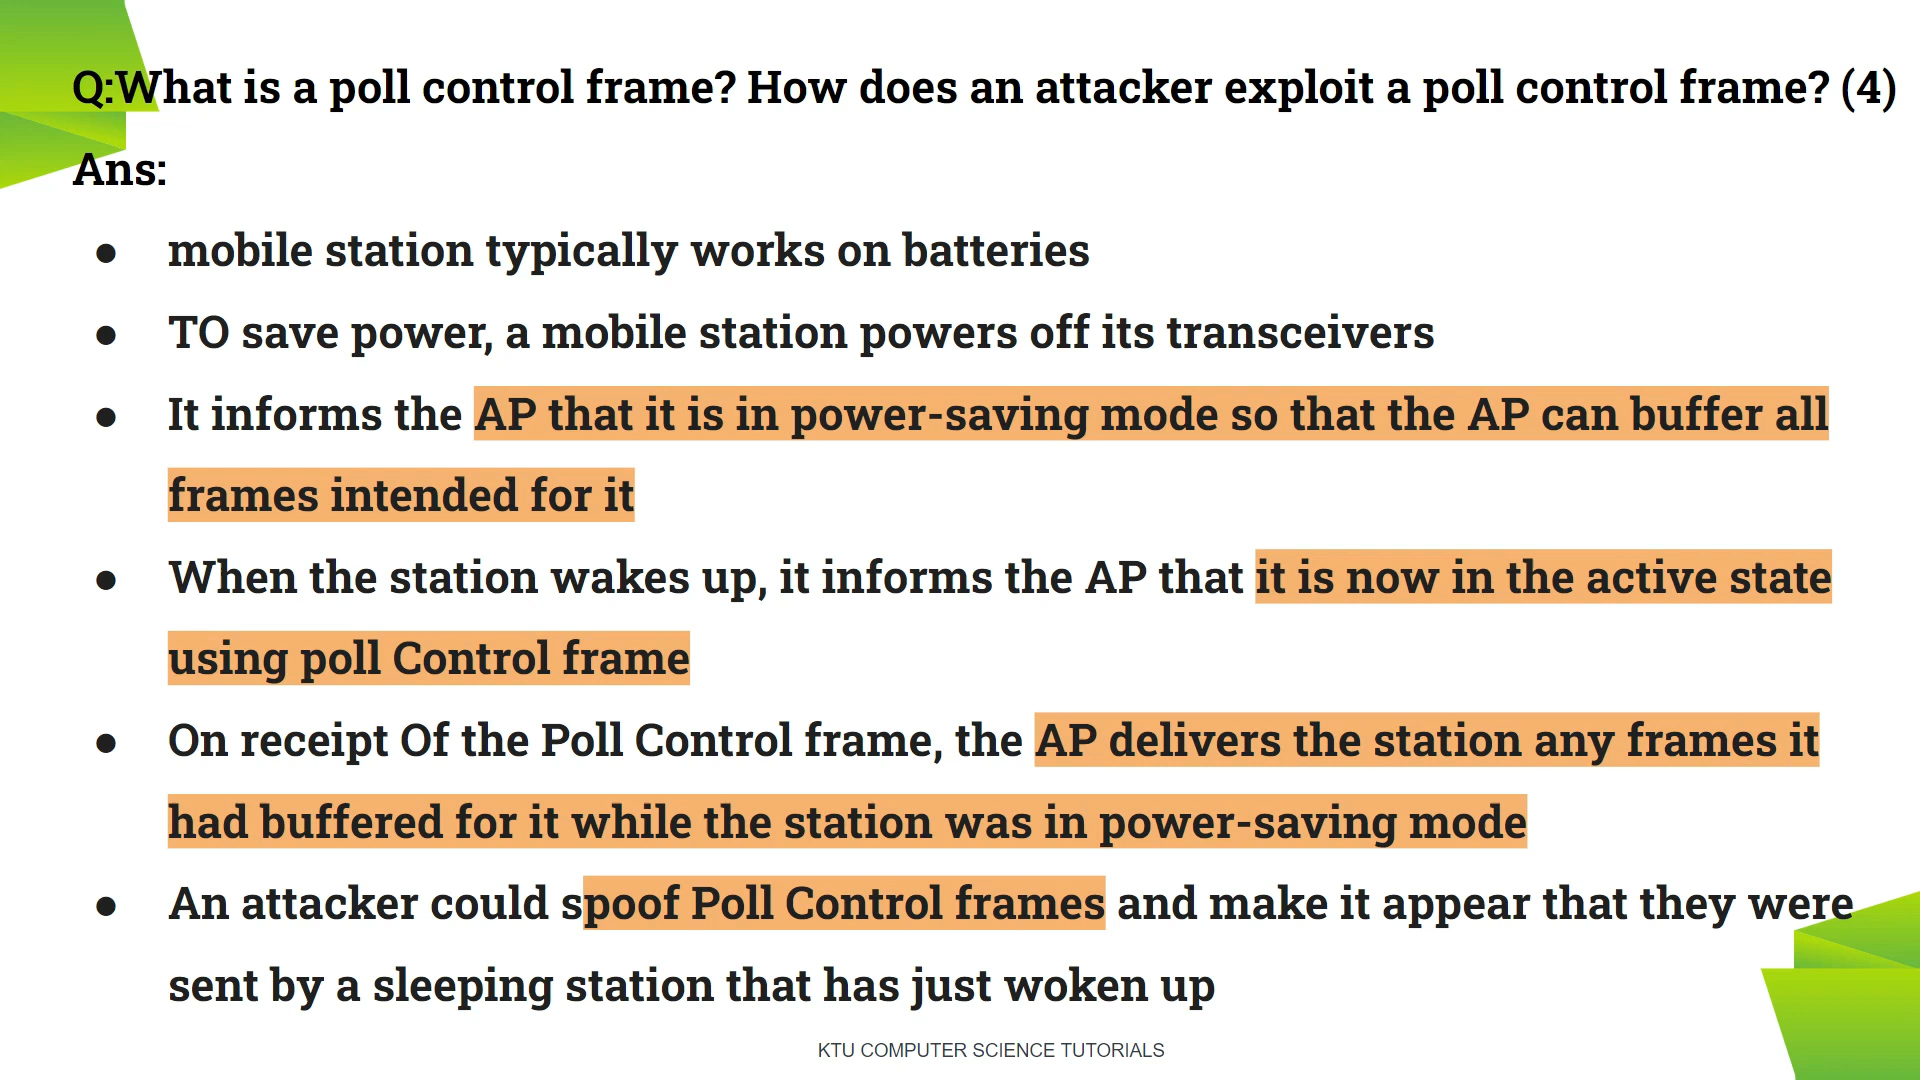 Q:What is a poll control frame? How does an attacker exploit a poll control frame? (4)
Ans:
● mobile station typically works on batteries
● TO save power, a mobile station powers off its transceivers
● It informs the AP that it is in power-saving mode so that the AP can buffer all
frames intended for it
● When the station wakes up, it informs the AP that it is now in the active state
using poll Control frame
● On receipt Of the Poll Control frame, the AP delivers the station any frames it
had buffered for it while the station was in power-saving mode
● An attacker could spoof Poll Control frames and make it appear that they were
sent by a sleeping station that has just woken up
KTU COMPUTER SCIENCE TUTORIALS